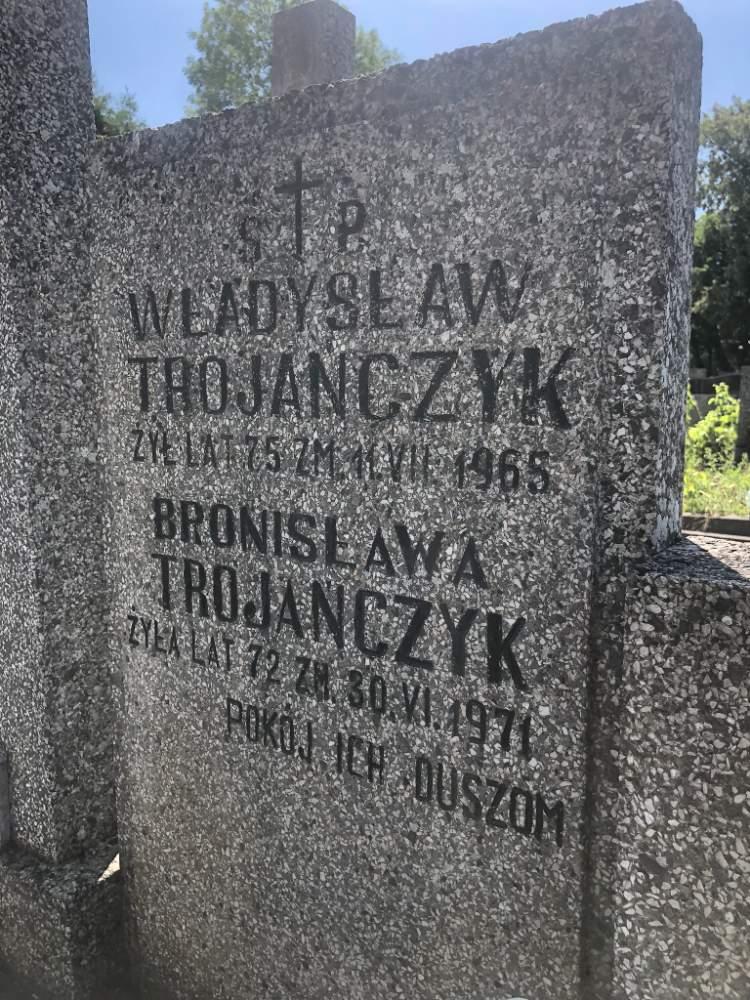 Ś P.
WŁADYSŁAW
TROJAŃCZYK
ŻYŁ LAT 75 ZM. 11.VII. 1965
BRONISŁAWA
TROJAŃCZYK
ŻYŁA LAT 72 ZM. 30.VI.1971
POKÓJ ICH DUSZOM